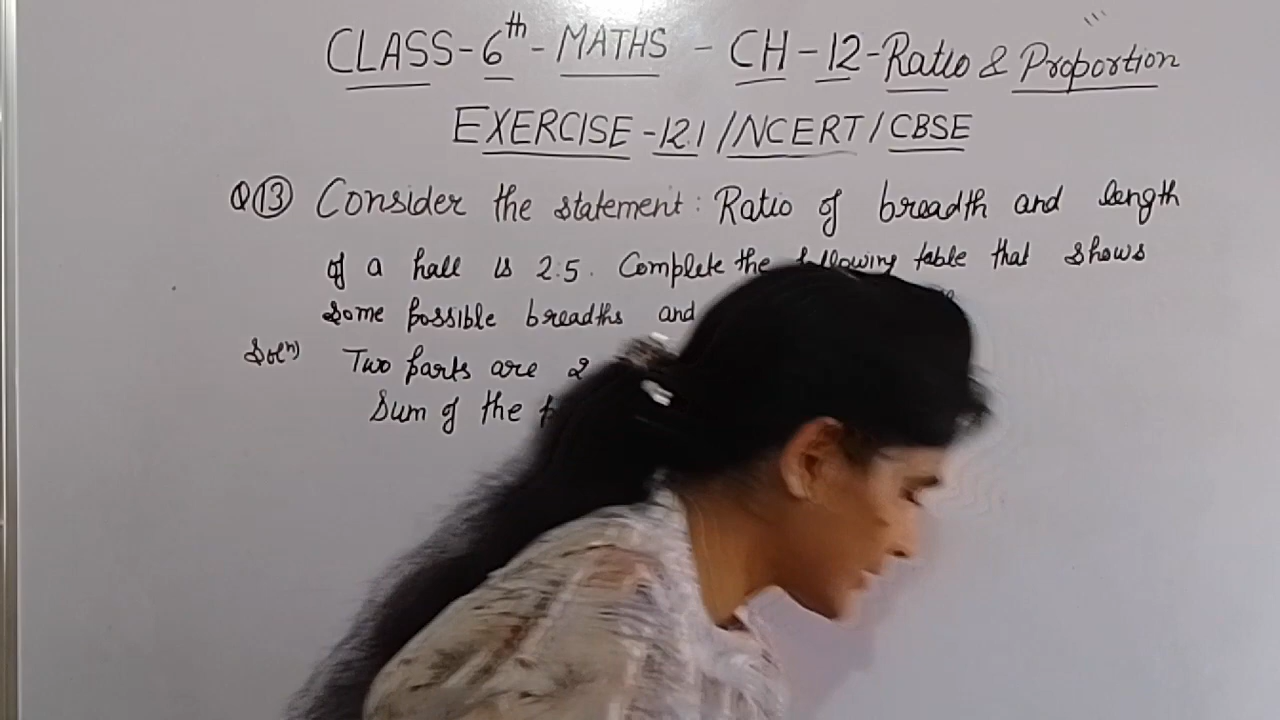 CLASS-6th-MATHS - CH-12-Ratio & Proportion
EXERCISE-12.1/NCERT/CBSE
Q13 Consider the statement: Ratio of breadth and length
of a hall is 2:5. Complete the following table that shows
some possible breadths and
Soln) Two parts are 2
Sum of the